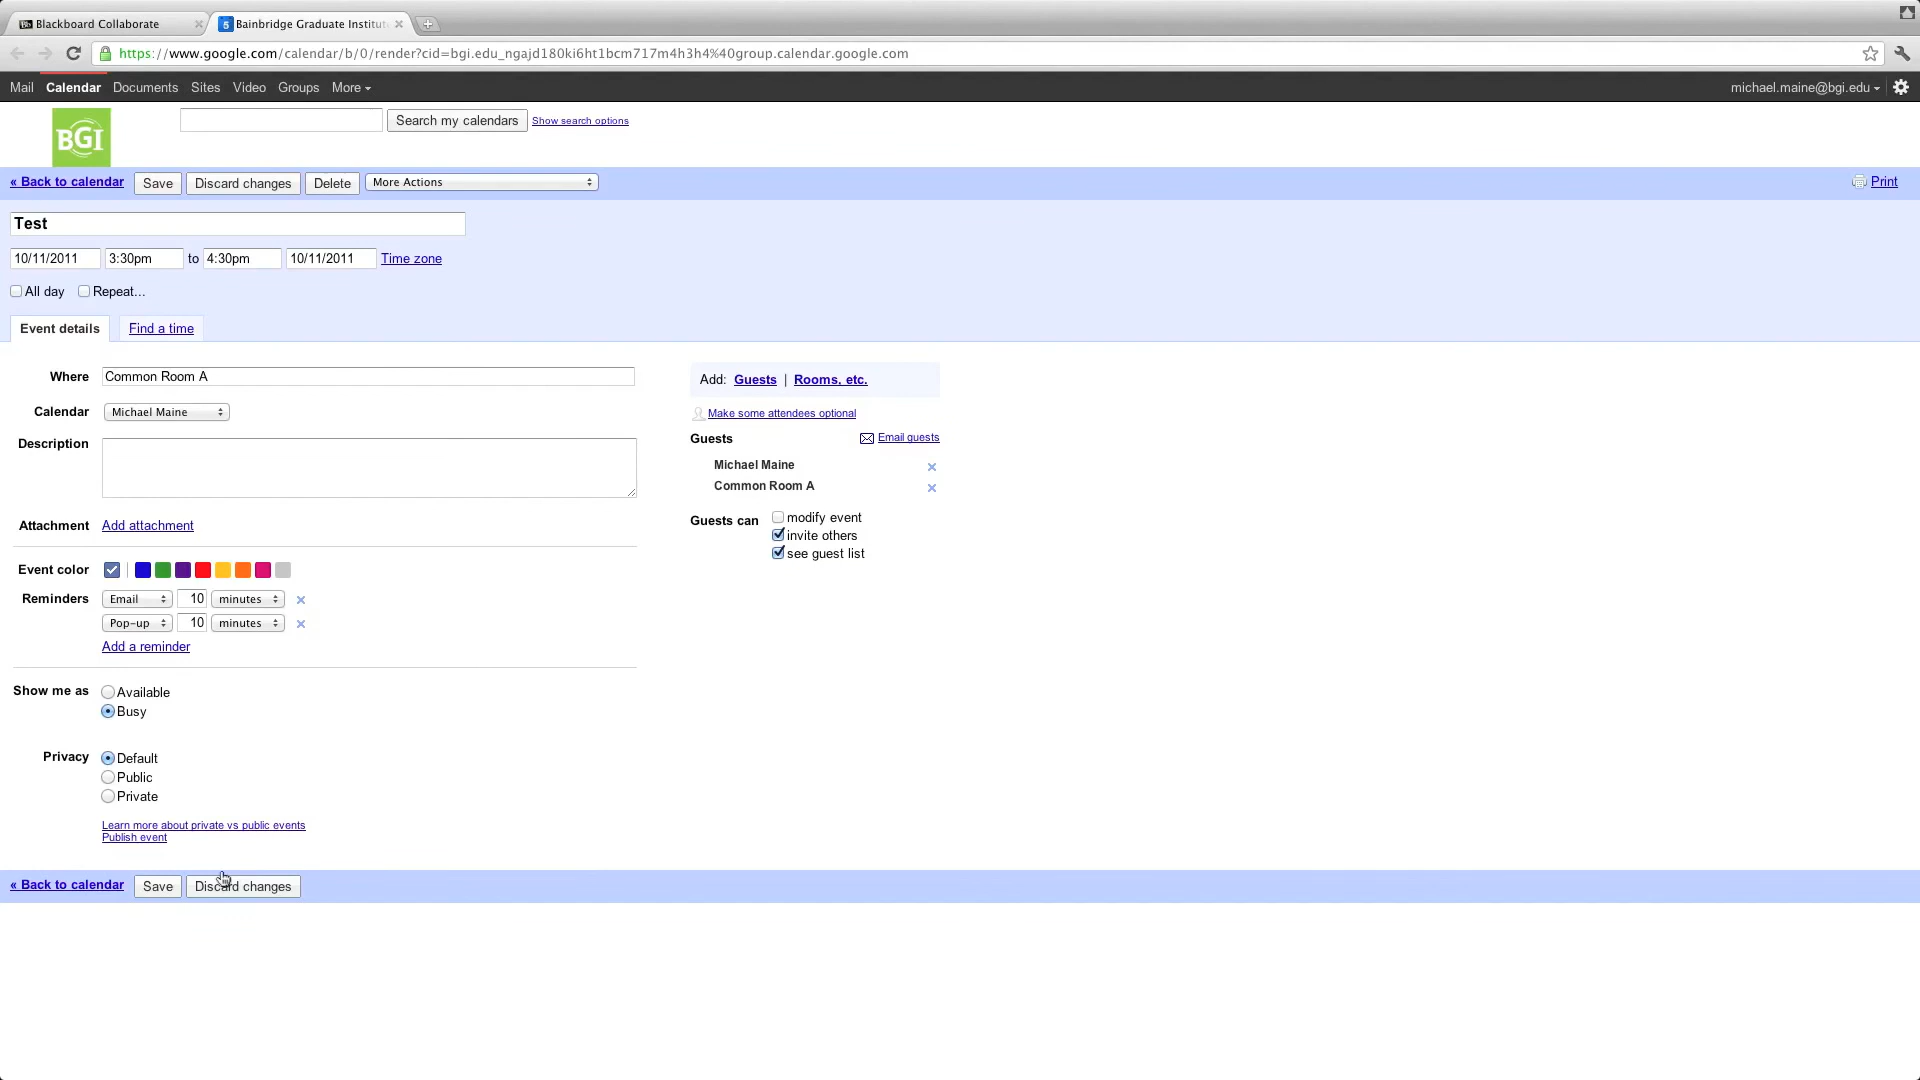 Blackboard Collaborate
Bainbridge Graduate Institut
https://www.google.com/calendar/b/0/render?cid=bgi.edu_ngajd180ki6ht1bcm717m4h3h4%40group.calendar.google.com
Mail Calendar Documents Sites Video Groups More
michael.maine@bgi.edu
BGI
Search my calendars Show search options
« Back to calendar Save Discard changes Delete More Actions Print
Test
10/11/2011 3:30pm to 4:30pm 10/11/2011 Time zone
All day Repeat...
Event details Find a time
Where Common Room A
Calendar Michael Maine
Description
Attachment Add attachment
Event color
Reminders Email 10 minutes
Pop-up 10 minutes
Add a reminder
Show me as Available
Busy
Privacy Default
Public
Private
Learn more about private vs public events
Publish event
Add: Guests | Rooms, etc.
Make some attendees optional
Guests Email guests
Michael Maine
Common Room A
Guests can modify event
invite others
see guest list
« Back to calendar Save Discard changes